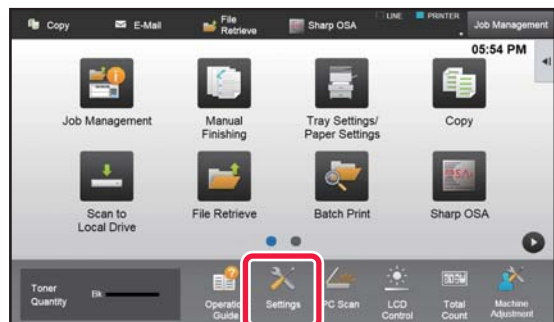 Copy
E-Mail
File
Retrieve
Sharp OSA
LINE
PRINTER
Job Management
05:54 PM
Job Management
Manual
Finishing
Tray Settings/
Paper Settings
Copy
Scan to
Local Drive
File Retrieve
Batch Print
Sharp OSA
Toner
Quantity
Bk
Operation
Guide
Settings
PC Scan
LCD
Control
Total
Count
Machine
Adjustment